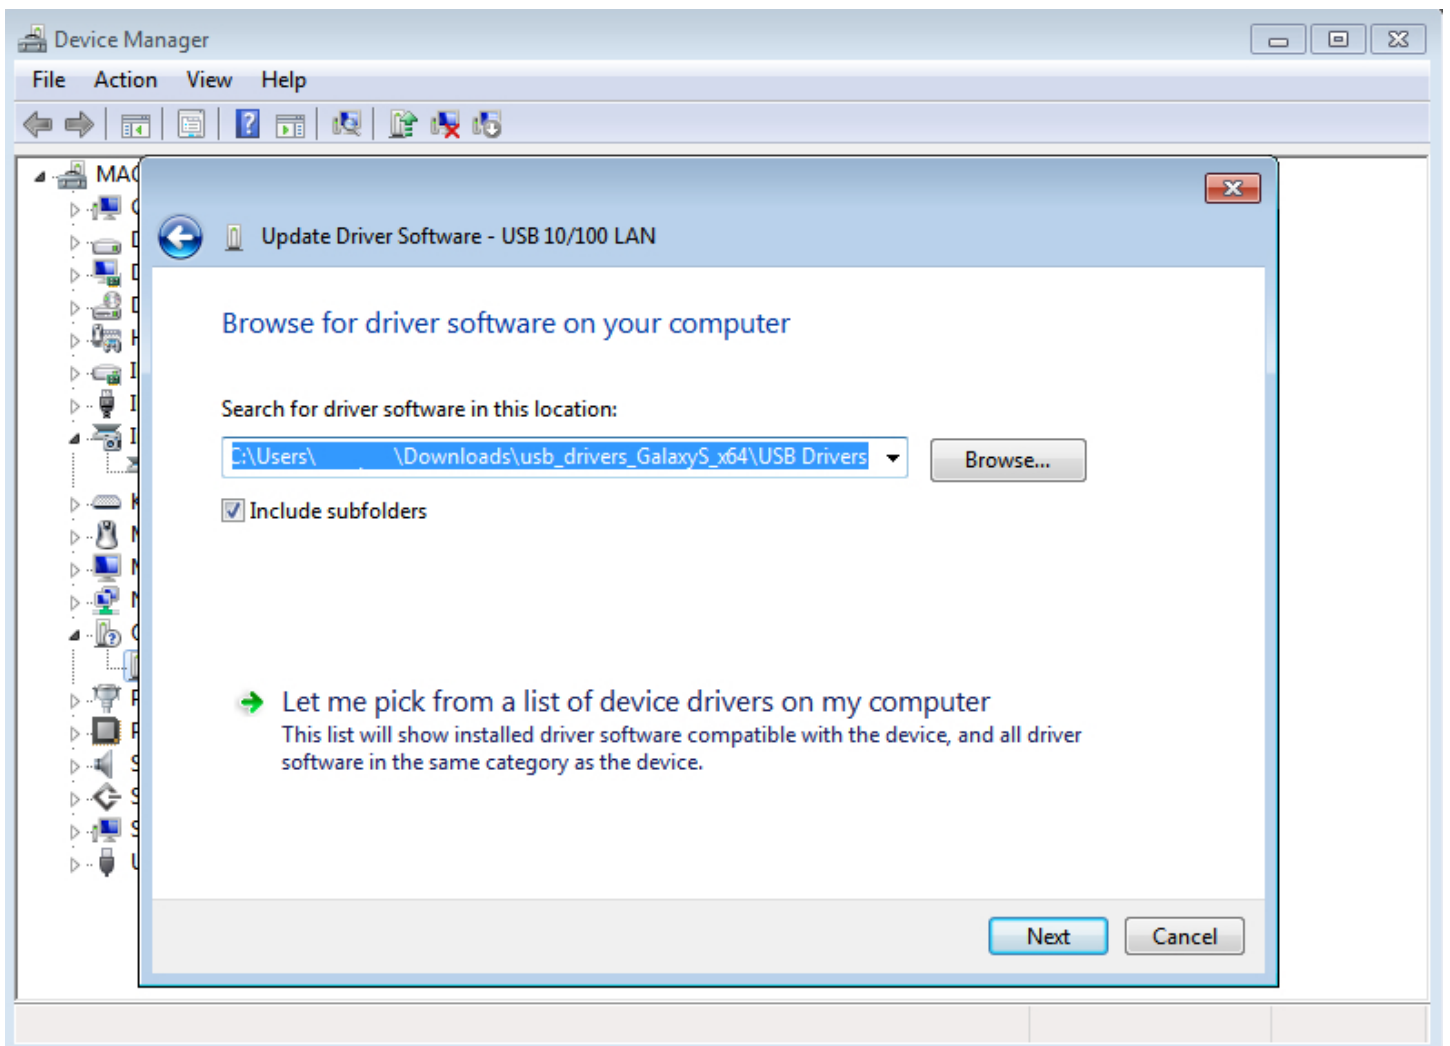 Device Manager
File Action View Help
MAC
Update Driver Software - USB 10/100 LAN
Browse for driver software on your computer
Search for driver software in this location:
C:\Users\ \Downloads\usb_drivers_GalaxyS_x64\USB Drivers
Browse...
Include subfolders
Let me pick from a list of device drivers on my computer
This list will show installed driver software compatible with the device, and all driver
software in the same category as the device.
Next Cancel